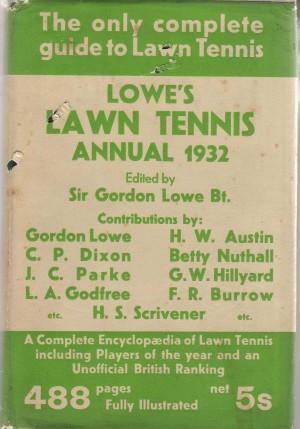 The only complete
guide to Lawn Tennis
LOWE'S
LAWN TENNIS
ANNUAL 1932
Edited by
Sir Gordon Lowe Bt.
Contributions by:
Gordon Lowe H. W. Austin
C. P. Dixon Betty Nuthall
J. C. Parke G. W. Hillyard
L. A. Godfree F. R. Burrow
etc. H. S. Scrivener etc.
A Complete Encyclopædia of Lawn Tennis
including Players of the year and an
Unofficial British Ranking
488 pages Fully Illustrated net 5s